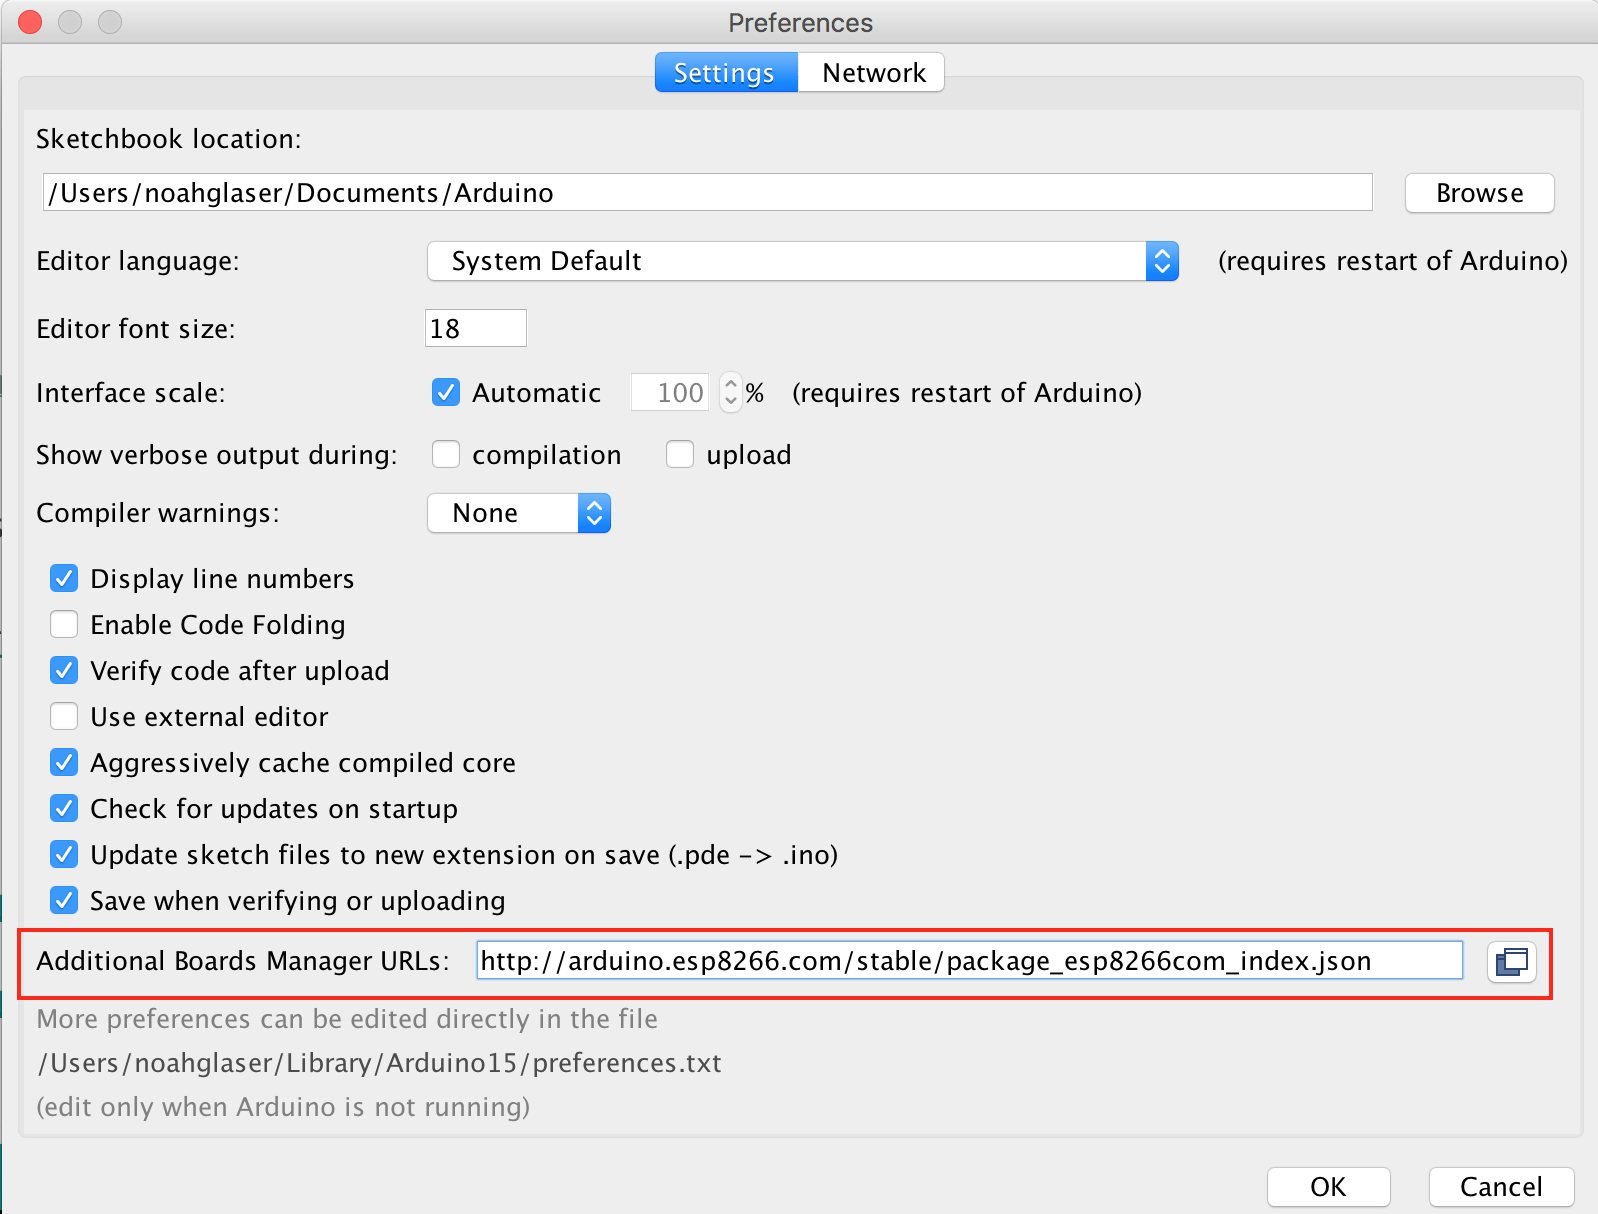 Preferences
Settings Network
Sketchbook location:
/Users/noahglaser/Documents/Arduino Browse
Editor language: System Default (requires restart of Arduino)
Editor font size: 18
Interface scale: Automatic 100 % (requires restart of Arduino)
Show verbose output during: compilation upload
Compiler warnings: None
Display line numbers
Enable Code Folding
Verify code after upload
Use external editor
Aggressively cache compiled core
Check for updates on startup
Update sketch files to new extension on save (.pde -> .ino)
Save when verifying or uploading
Additional Boards Manager URLs: http://arduino.esp8266.com/stable/package_esp8266com_index.json
More preferences can be edited directly in the file
/Users/noahglaser/Library/Arduino15/preferences.txt
(edit only when Arduino is not running)
OK Cancel